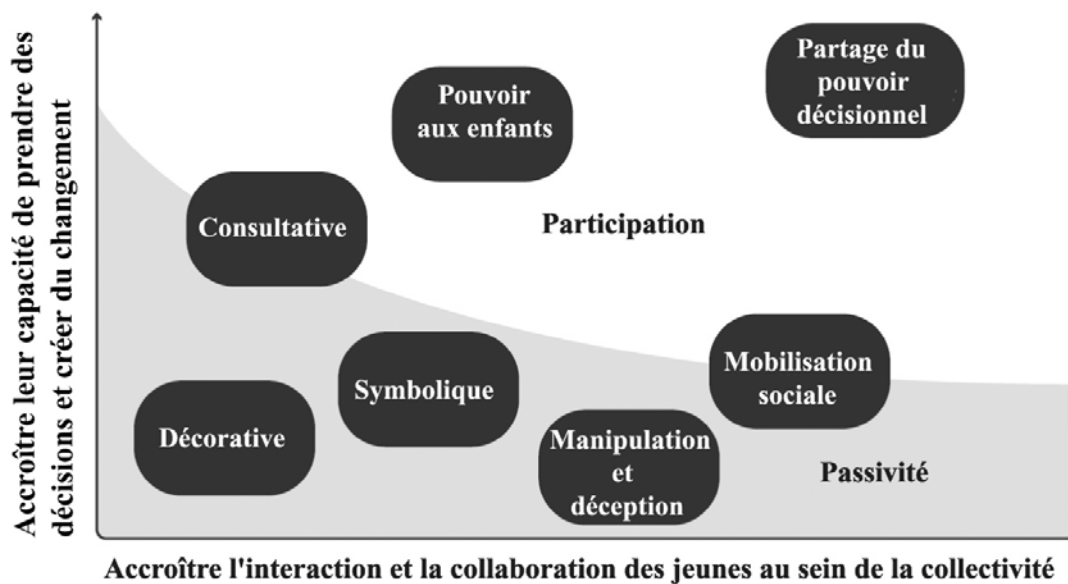 Accroître leur capacité de prendre des
décisions et créer du changement
Partage du
pouvoir
décisionnel
Pouvoir
aux enfants
Consultative
Participation
Symbolique
Mobilisation
sociale
Décorative
Manipulation
et
déception
Passivité
Accroître l'interaction et la collaboration des jeunes au sein de la collectivité